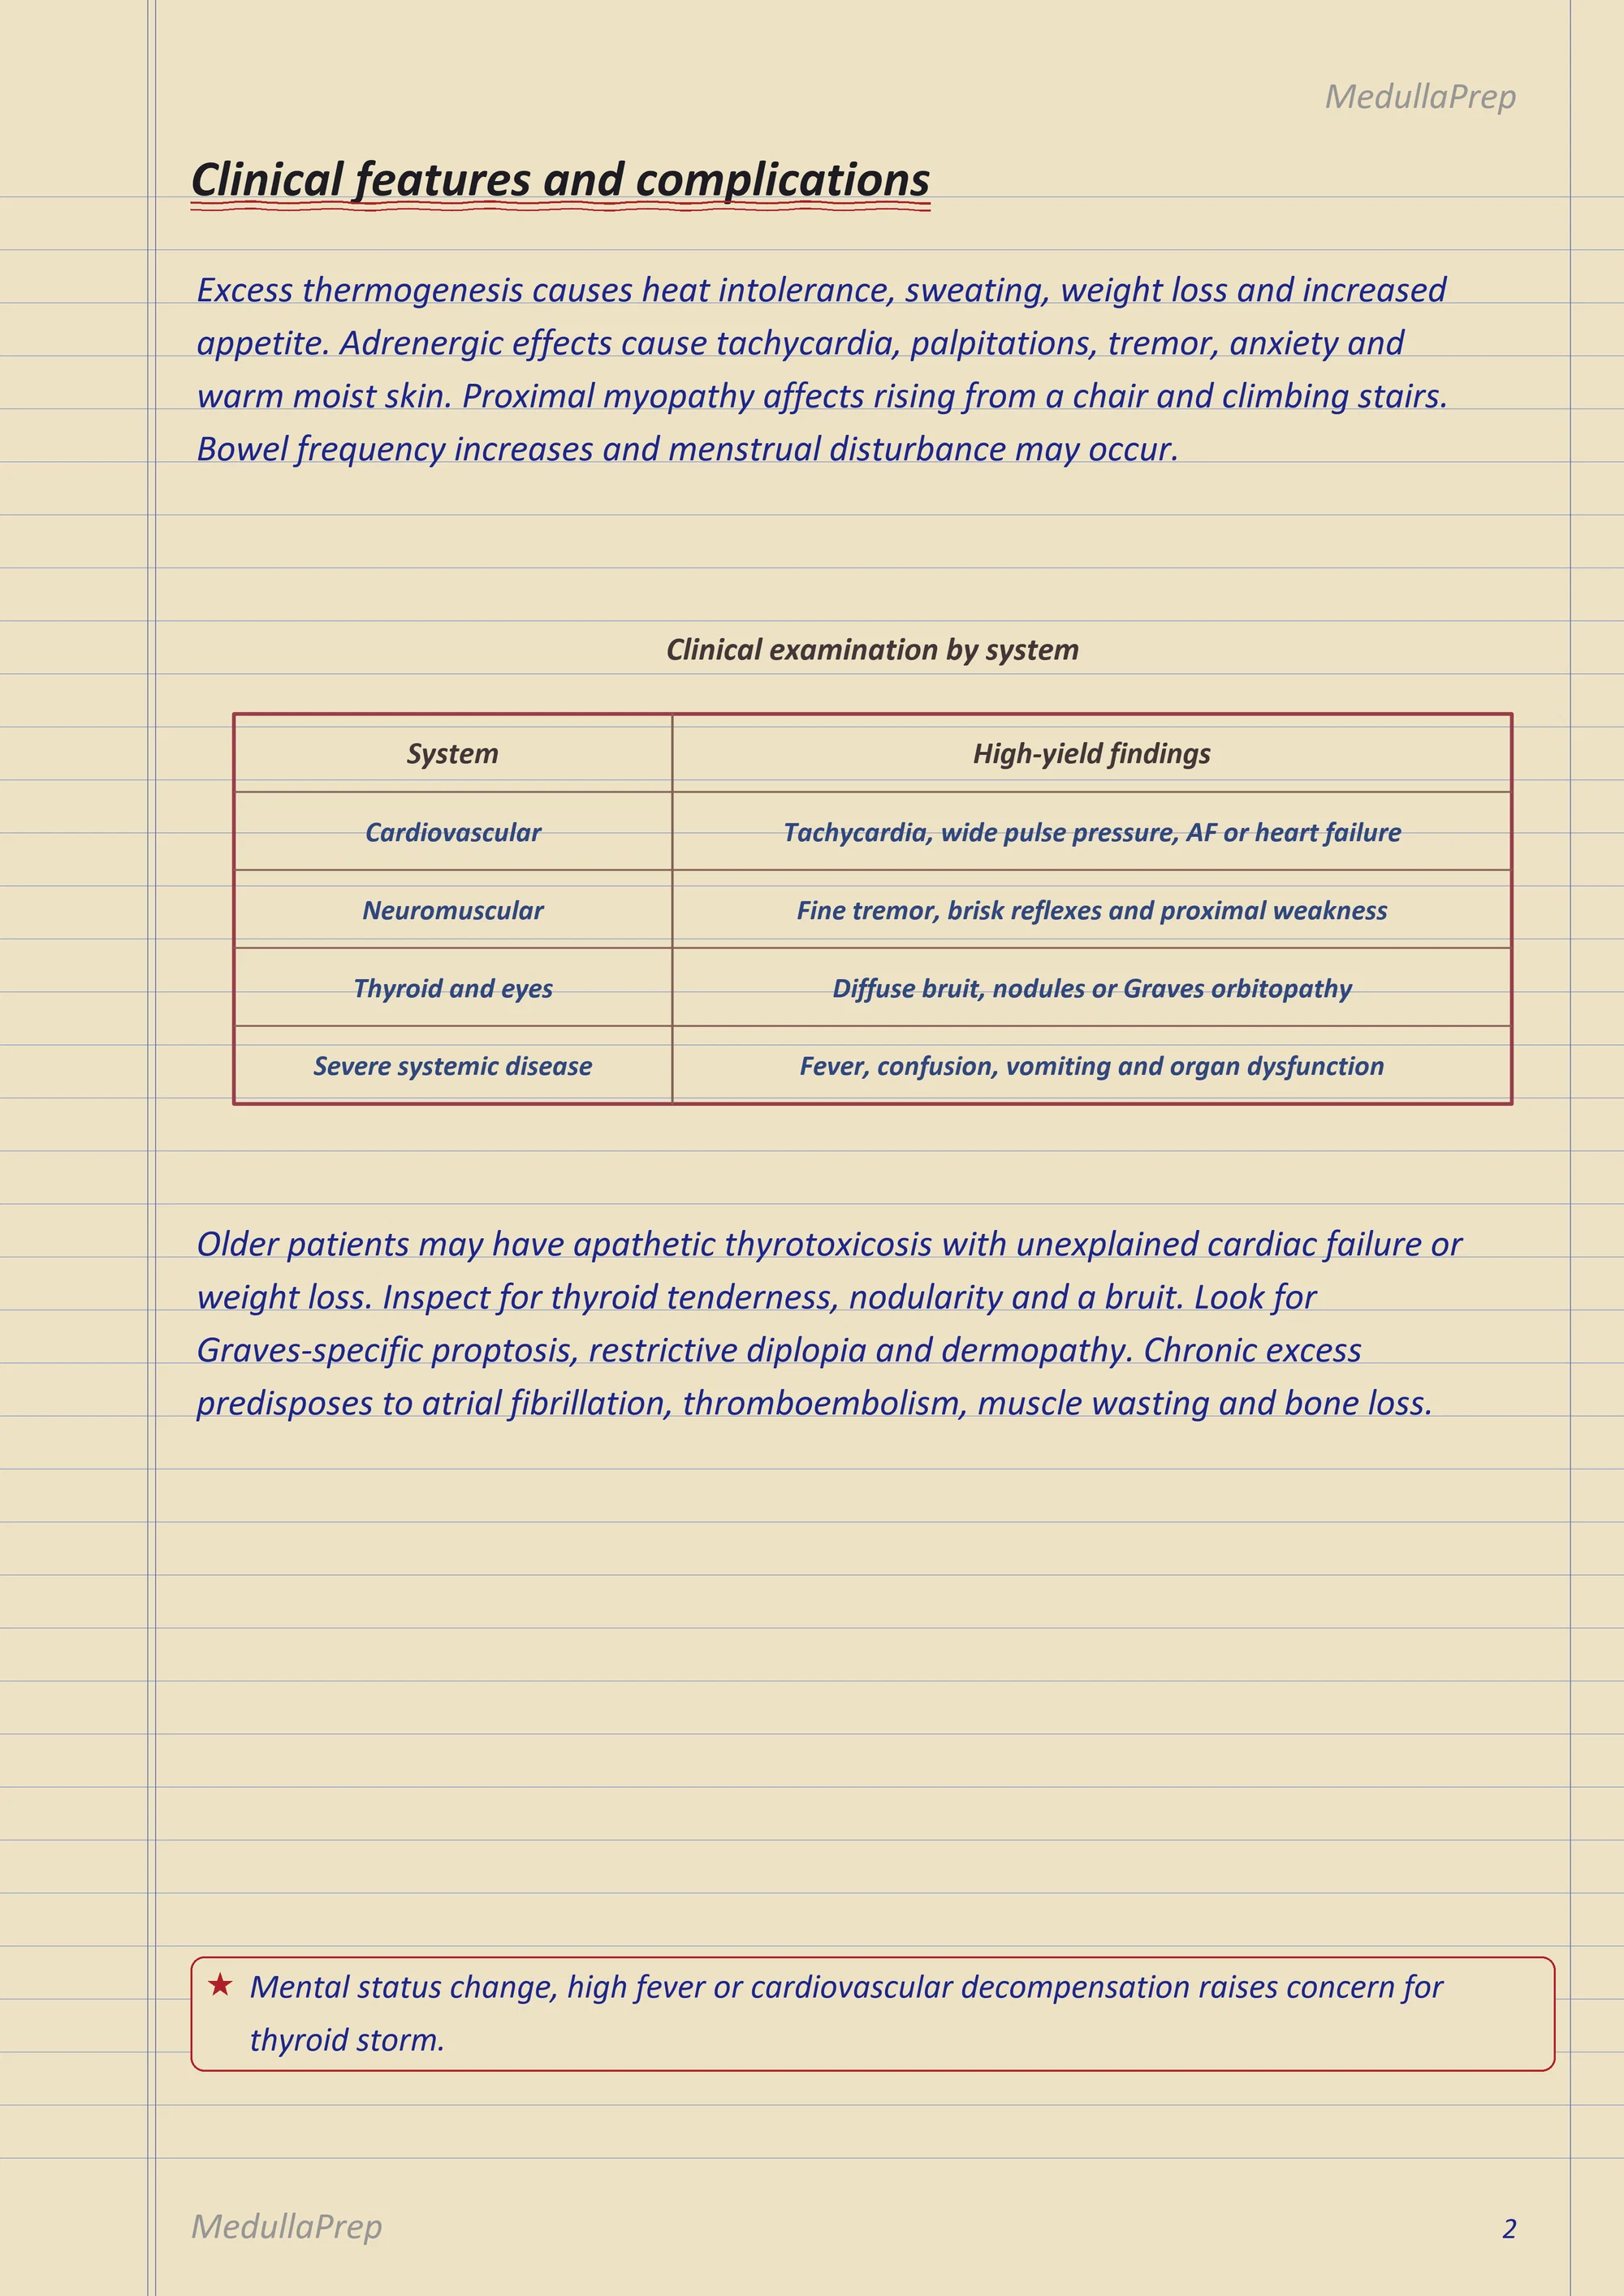 MedullaPrep
Clinical features and complications
Excess thermogenesis causes heat intolerance, sweating, weight loss and increased
appetite. Adrenergic effects cause tachycardia, palpitations, tremor, anxiety and
warm moist skin. Proximal myopathy affects rising from a chair and climbing stairs.
Bowel frequency increases and menstrual disturbance may occur.
Clinical examination by system
System High-yield findings
Cardiovascular Tachycardia, wide pulse pressure, AF or heart failure
Neuromuscular Fine tremor, brisk reflexes and proximal weakness
Thyroid and eyes Diffuse bruit, nodules or Graves orbitopathy
Severe systemic disease Fever, confusion, vomiting and organ dysfunction
Older patients may have apathetic thyrotoxicosis with unexplained cardiac failure or
weight loss. Inspect for thyroid tenderness, nodularity and a bruit. Look for
Graves-specific proptosis, restrictive diplopia and dermopathy. Chronic excess
predisposes to atrial fibrillation, thromboembolism, muscle wasting and bone loss.
★ Mental status change, high fever or cardiovascular decompensation raises concern for
thyroid storm.
MedullaPrep 2